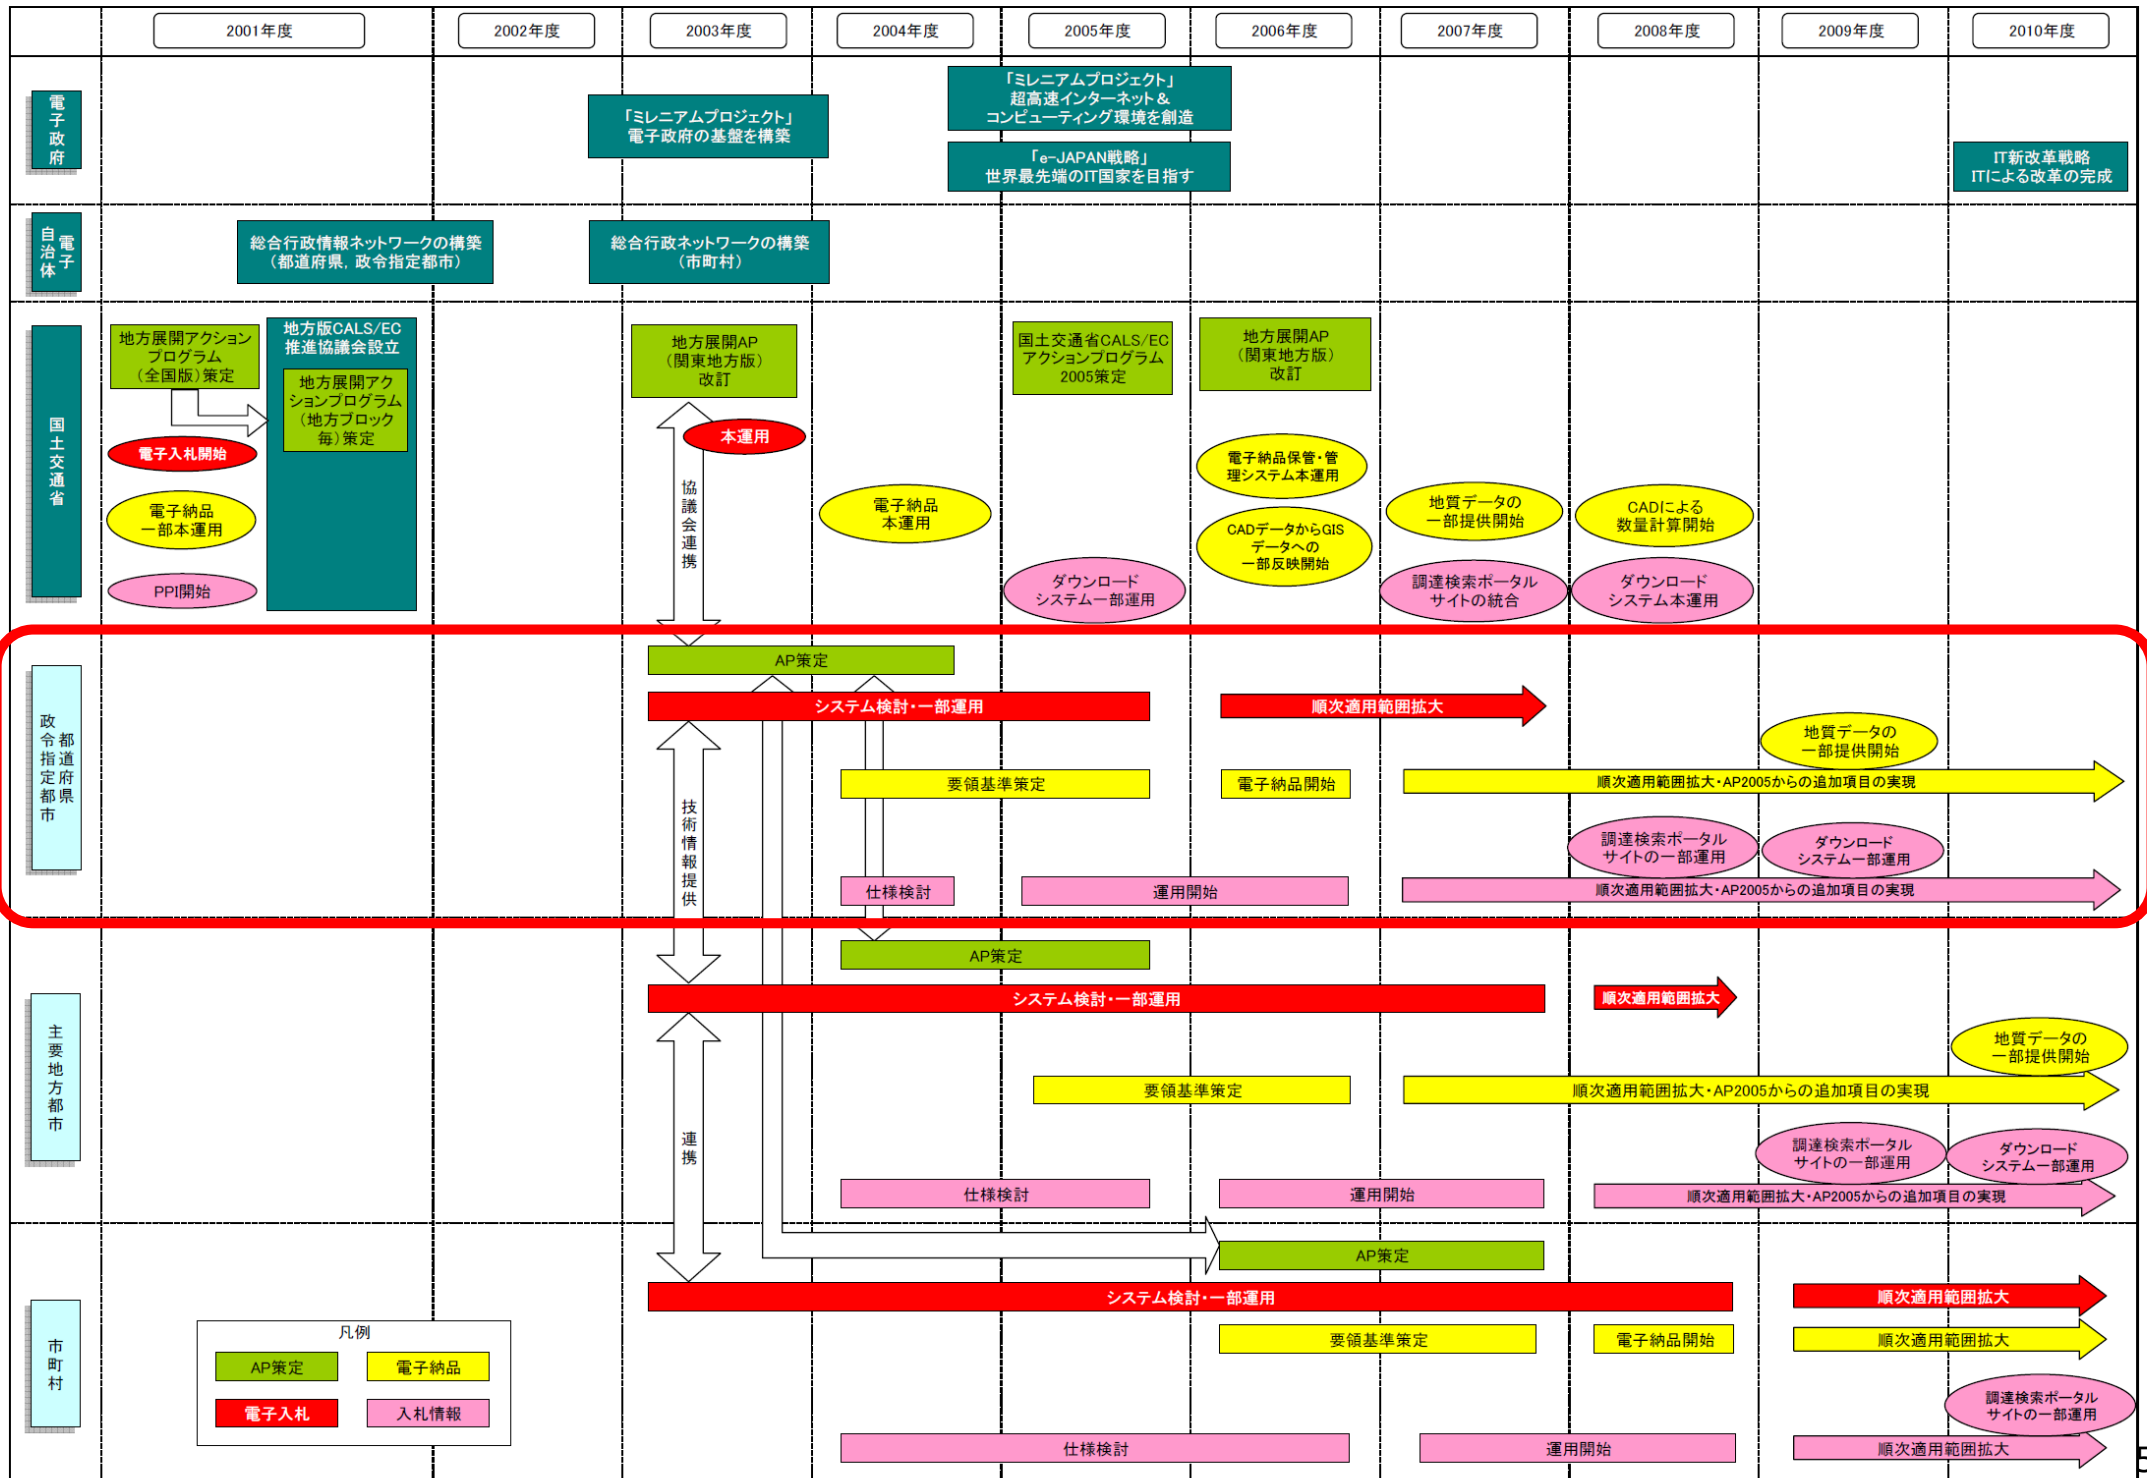 2001年度
2002年度
2003年度
2004年度
2005年度
2006年度
2007年度
2008年度
2009年度
2010年度
電子政府
「ミレニアムプロジェクト」
電子政府の基盤を構築
「ミレニアムプロジェクト」
超高速インターネット&
コンピューティング環境を創造
「e-JAPAN戦略」
世界最先端のIT国家を目指す
IT新改革戦略
ITによる改革の完成
電子
自治体
総合行政情報ネットワークの構築
(都道府県,政令指定都市)
総合行政ネットワークの構築
(市町村)
国土交通省
地方展開アクション
プログラム
(全国版)策定
地方版CALS/EC
推進協議会設立
地方展開アク
ションプログラム
(地方ブロック
毎)策定
電子入札開始
電子納品
一部本運用
PPI開始
地方展開AP
(関東地方版)
改訂
本運用
協議会連携
電子納品
本運用
国土交通省CALS/EC
アクションプログラム
2005策定
ダウンロード
システム一部運用
地方展開AP
(関東地方版)
改訂
電子納品保管・管
理システム本運用
CADデータからGIS
データへの
一部反映開始
地質データの
一部提供開始
調達検索ポータル
サイトの統合
CADによる
数量計算開始
ダウンロード
システム本運用
都道府県
政令指定都市
AP策定
システム検討・一部運用
順次適用範囲拡大
地質データの
一部提供開始
要領基準策定
電子納品開始
順次適用範囲拡大・AP2005からの追加項目の実現
技術情報提供
調達検索ポータル
サイトの一部運用
ダウンロード
システム一部運用
仕様検討
運用開始
順次適用範囲拡大・AP2005からの追加項目の実現
主要地方都市
AP策定
システム検討・一部運用
順次適用範囲拡大
地質データの
一部提供開始
要領基準策定
順次適用範囲拡大・AP2005からの追加項目の実現
連携
調達検索ポータル
サイトの一部運用
ダウンロード
システム一部運用
仕様検討
運用開始
順次適用範囲拡大・AP2005からの追加項目の実現
市町村
AP策定
システム検討・一部運用
順次適用範囲拡大
要領基準策定
電子納品開始
順次適用範囲拡大
調達検索ポータル
サイトの一部運用
仕様検討
運用開始
順次適用範囲拡大
凡例
AP策定
電子納品
電子入札
入札情報